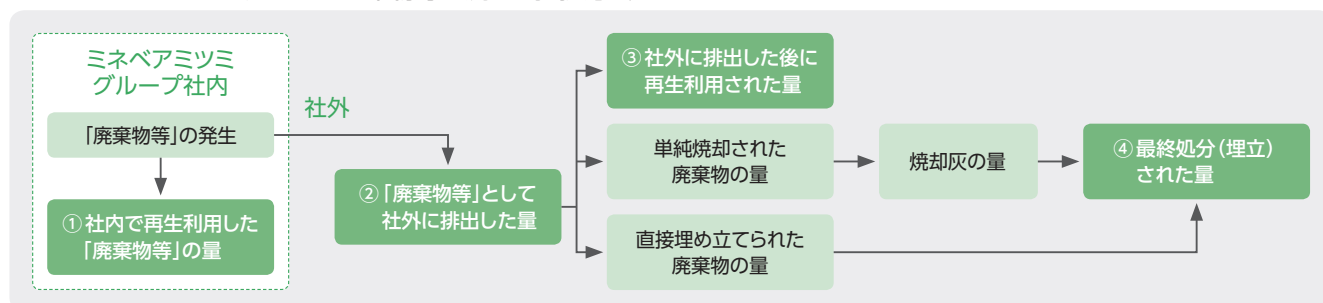 ミネベアミツミ
グループ社内
「廃棄物等」の発生
①社内で再生利用した
「廃棄物等」の量
社外
②「廃棄物等」として
社外に排出した量
③社外に排出した後に
再生利用された量
単純焼却された
廃棄物の量
焼却灰の量
④最終処分(埋立)
された量
直接埋め立てられた
廃棄物の量